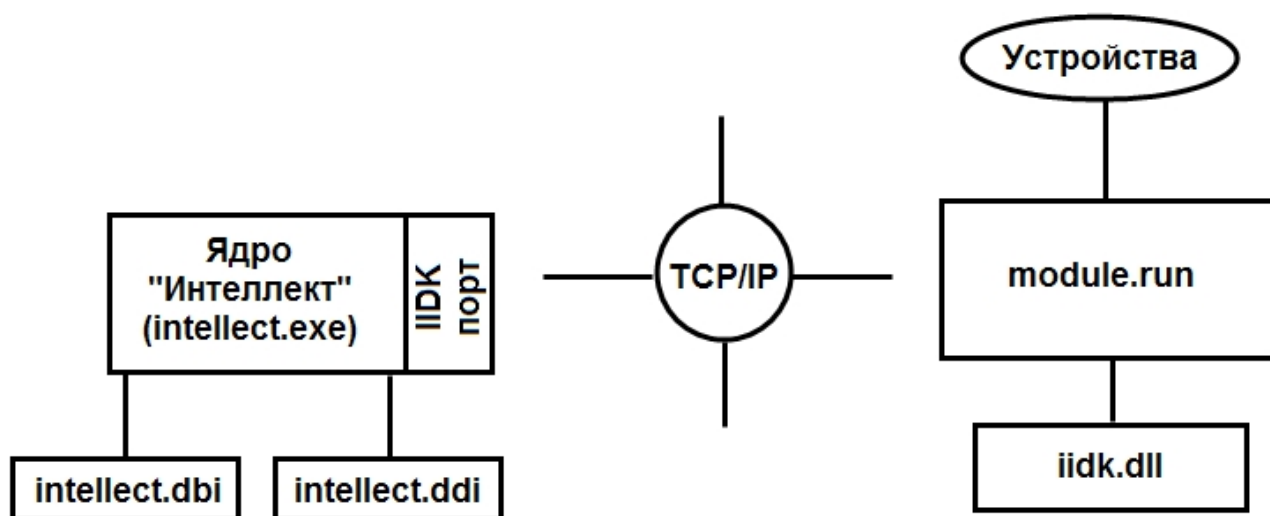 Устройства
Ядро
"Интеллект"
(intellect.exe)
IIDK
порт
TCP/IP
module.run
intellect.dbi
intellect.ddi
iidk.dll